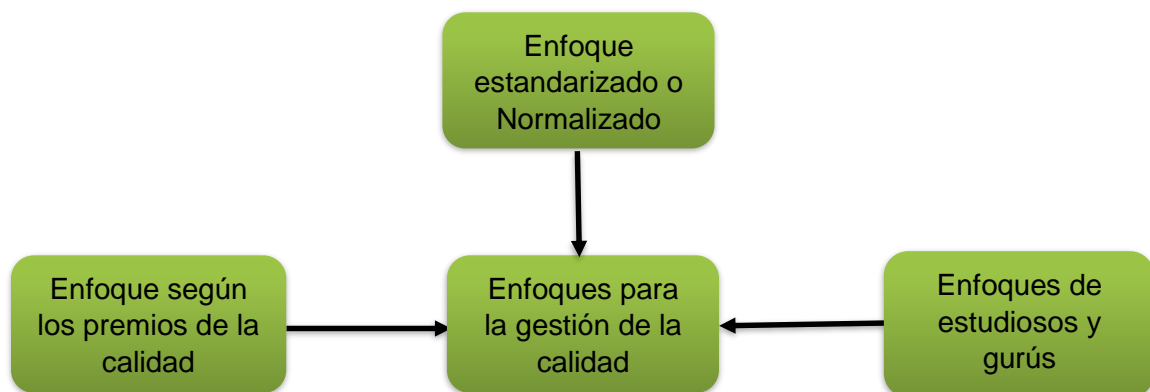 Enfoque
estandarizado o
Normalizado
Enfoque según
los premios de la
calidad
Enfoques para
la gestión de la
calidad
Enfoques de
estudiosos y
gurús